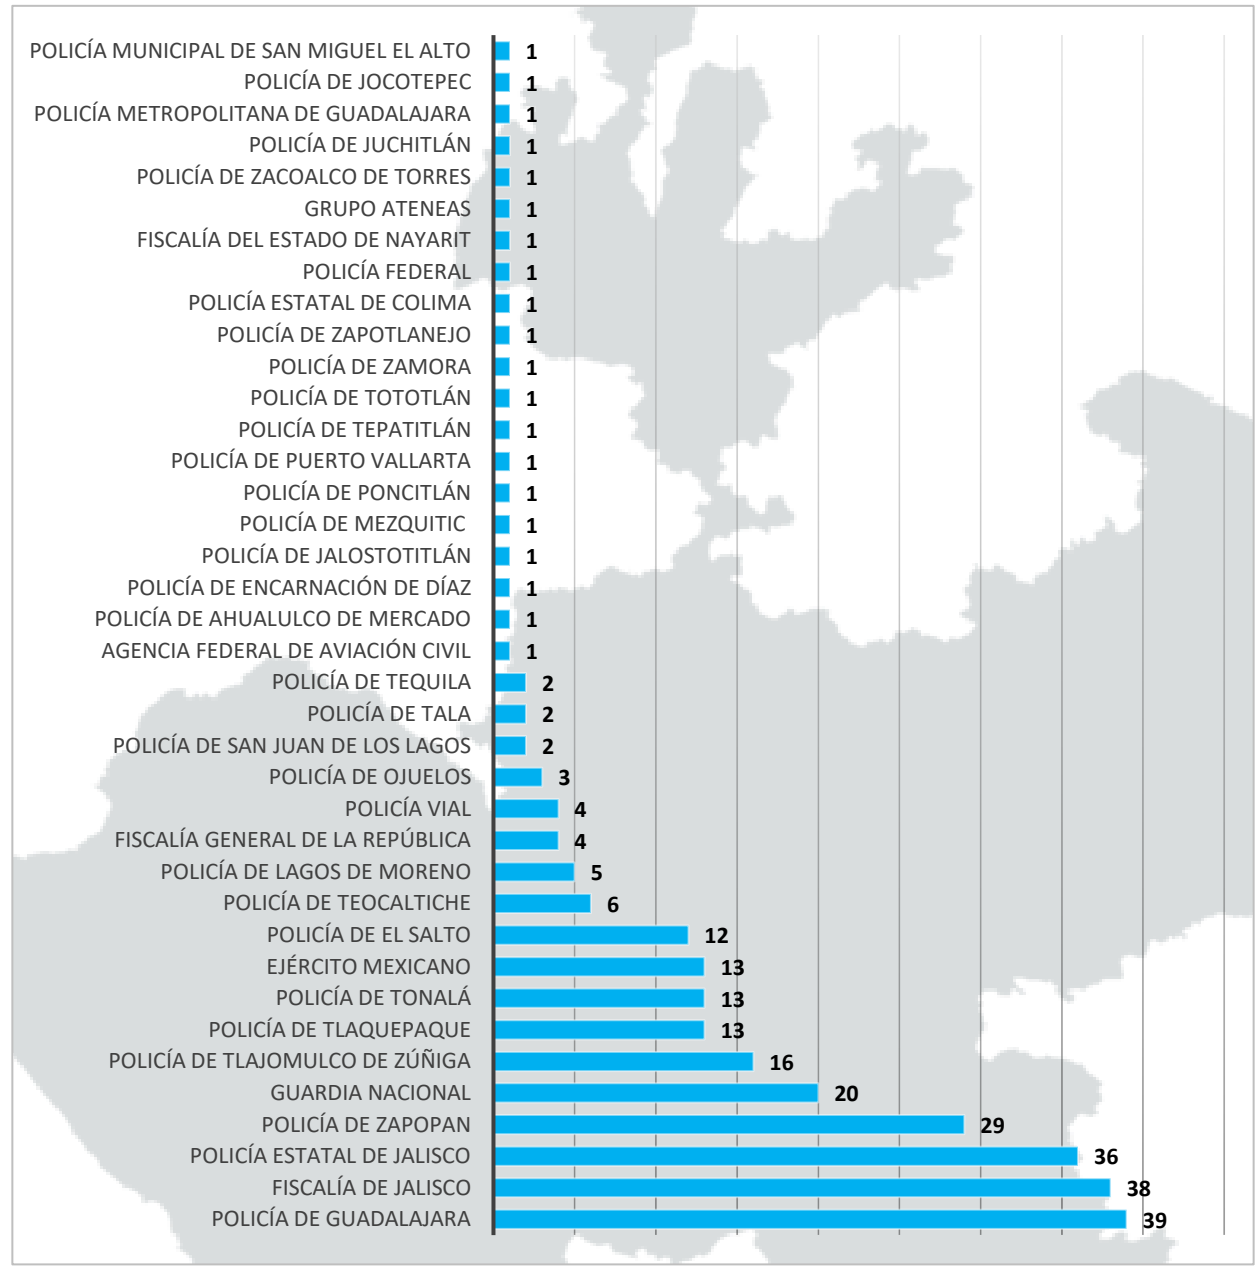 POLICÍA MUNICIPAL DE SAN MIGUEL EL ALTO 1
POLICÍA DE JOCOTEPEC 1
POLICÍA METROPOLITANA DE GUADALAJARA 1
POLICÍA DE JUCHITLÁN 1
POLICÍA DE ZACOALCO DE TORRES 1
GRUPO ATENEAS 1
FISCALÍA DEL ESTADO DE NAYARIT 1
POLICÍA FEDERAL 1
POLICÍA ESTATAL DE COLIMA 1
POLICÍA DE ZAPOTLANEJO 1
POLICÍA DE ZAMORA 1
POLICÍA DE TOTOTLÁN 1
POLICÍA DE TEPATITLÁN 1
POLICÍA DE PUERTO VALLARTA 1
POLICÍA DE PONCITLÁN 1
POLICÍA DE MEZQUITIC 1
POLICÍA DE JALOSTOTITLÁN 1
POLICÍA DE ENCARNACIÓN DE DÍAZ 1
POLICÍA DE AHUALULCO DE MERCADO 1
AGENCIA FEDERAL DE AVIACIÓN CIVIL 1
POLICÍA DE TEQUILA 2
POLICÍA DE TALA 2
POLICÍA DE SAN JUAN DE LOS LAGOS 2
POLICÍA DE OJUELOS 3
POLICÍA VIAL 4
FISCALÍA GENERAL DE LA REPÚBLICA 4
POLICÍA DE LAGOS DE MORENO 5
POLICÍA DE TEOCALTICHE 6
POLICÍA DE EL SALTO 12
EJÉRCITO MEXICANO 13
POLICÍA DE TONALÁ 13
POLICÍA DE TLAQUEPAQUE 13
POLICÍA DE TLAJOMULCO DE ZÚÑIGA 16
GUARDIA NACIONAL 20
POLICÍA DE ZAPOPAN 29
POLICÍA ESTATAL DE JALISCO 36
FISCALÍA DE JALISCO 38
POLICÍA DE GUADALAJARA 39